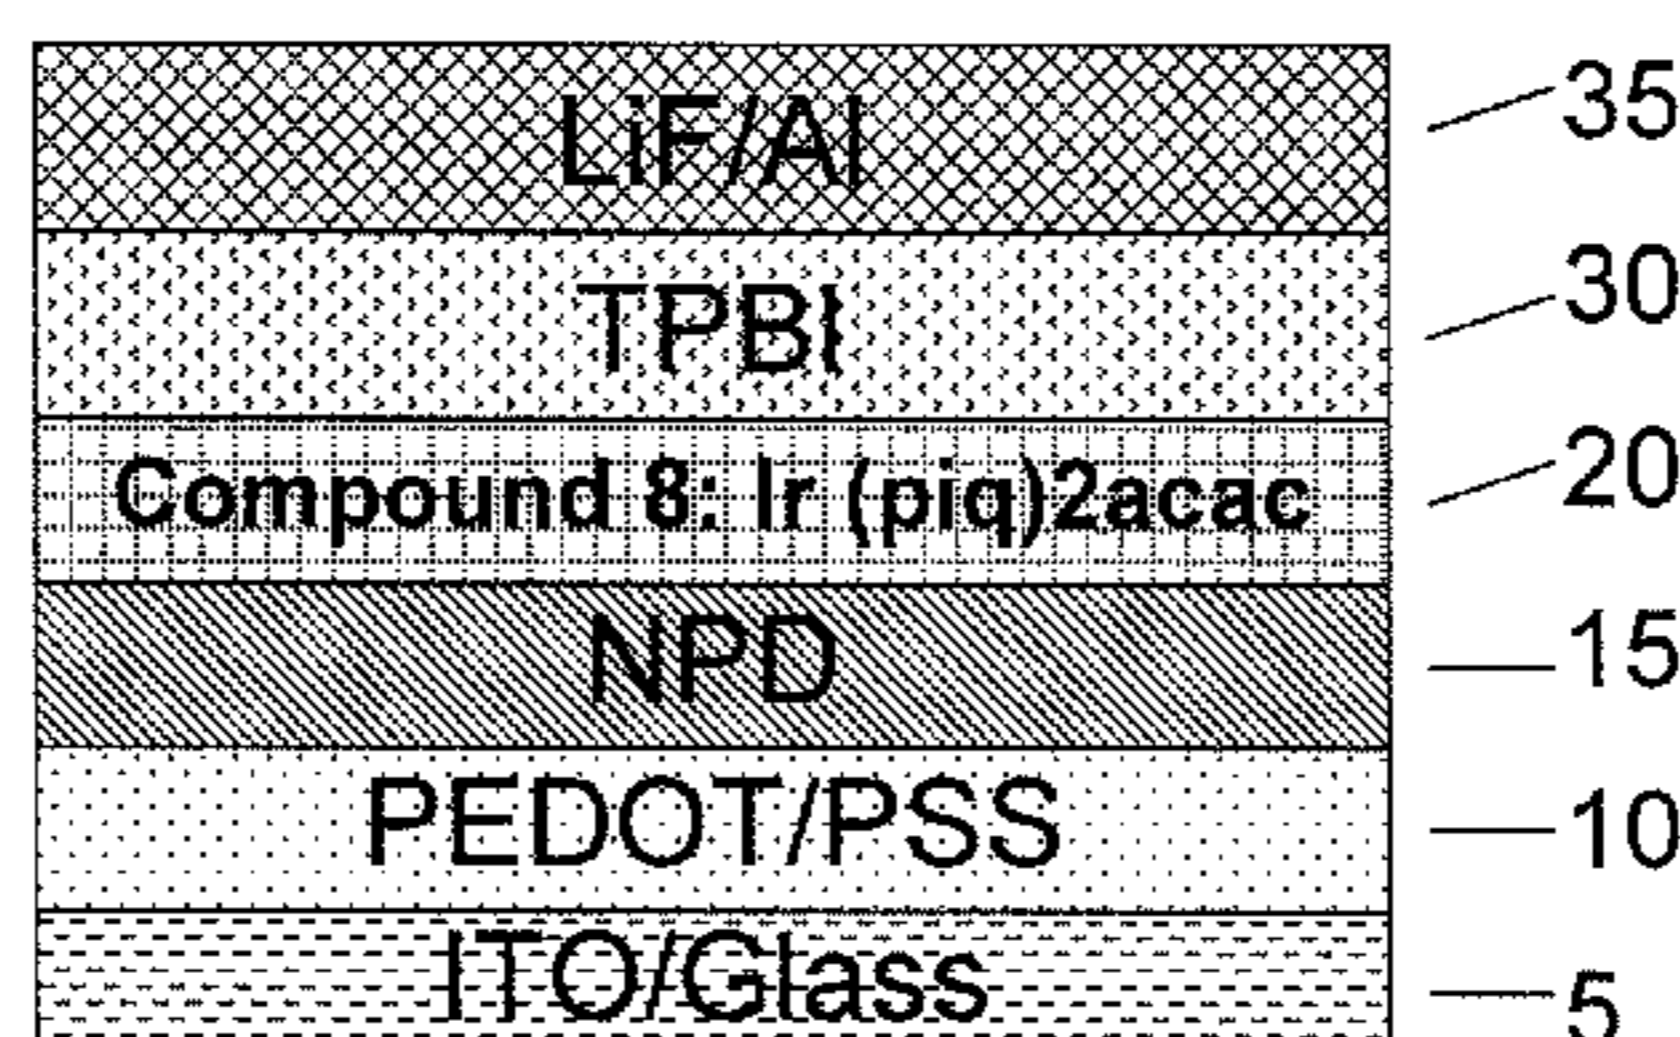 LiF/Al 35
TPBI 30
Compound 8: Ir (piq)2acac 20
NPD 15
PEDOT/PSS 10
ITO/Glass 5